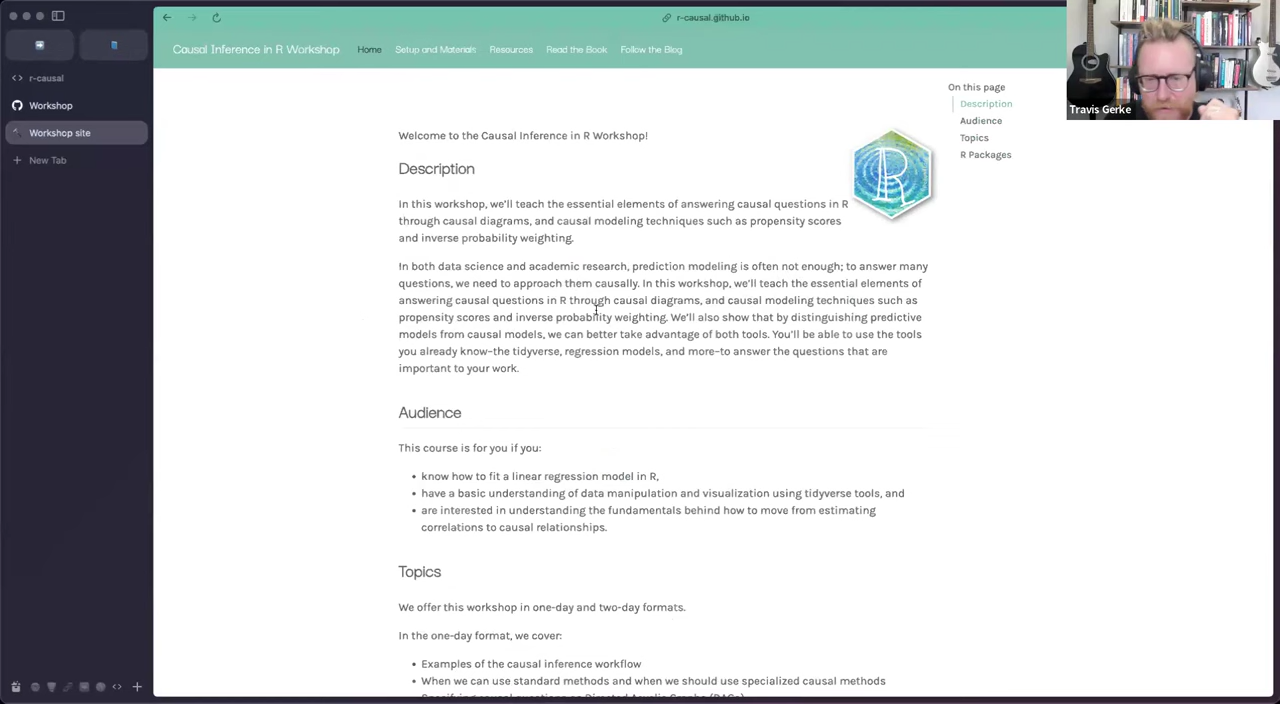 r-causal.github.io
Causal Inference in R Workshop Home Setup and Materials Resources Read the Book Follow the Blog
Travis Gerke
r-causal
Workshop
Workshop site
New Tab
Welcome to the Causal Inference in R Workshop!
Description
In this workshop, we'll teach the essential elements of answering causal questions in R
through causal diagrams, and causal modeling techniques such as propensity scores
and inverse probability weighting.
In both data science and academic research, prediction modeling is often not enough; to answer many
questions, we need to approach them causally. In this workshop, we'll teach the essential elements of
answering causal questions in R through causal diagrams, and causal modeling techniques such as
propensity scores and inverse probability weighting. We'll also show that by distinguishing predictive
models from causal models, we can better take advantage of both tools. You'll be able to use the tools
you already know–the tidyverse, regression models, and more–to answer the questions that are
important to your work.
Audience
This course is for you if you:
• know how to fit a linear regression model in R,
• have a basic understanding of data manipulation and visualization using tidyverse tools, and
• are interested in understanding the fundamentals behind how to move from estimating
correlations to causal relationships.
Topics
We offer this workshop in one-day and two-day formats.
In the one-day format, we cover:
• Examples of the causal inference workflow
• When we can use standard methods and when we should use specialized causal methods
Specifying causal questions as Directed Acyclic Graphs (DAGs)
R
On this page
Description
Audience
Topics
R Packages